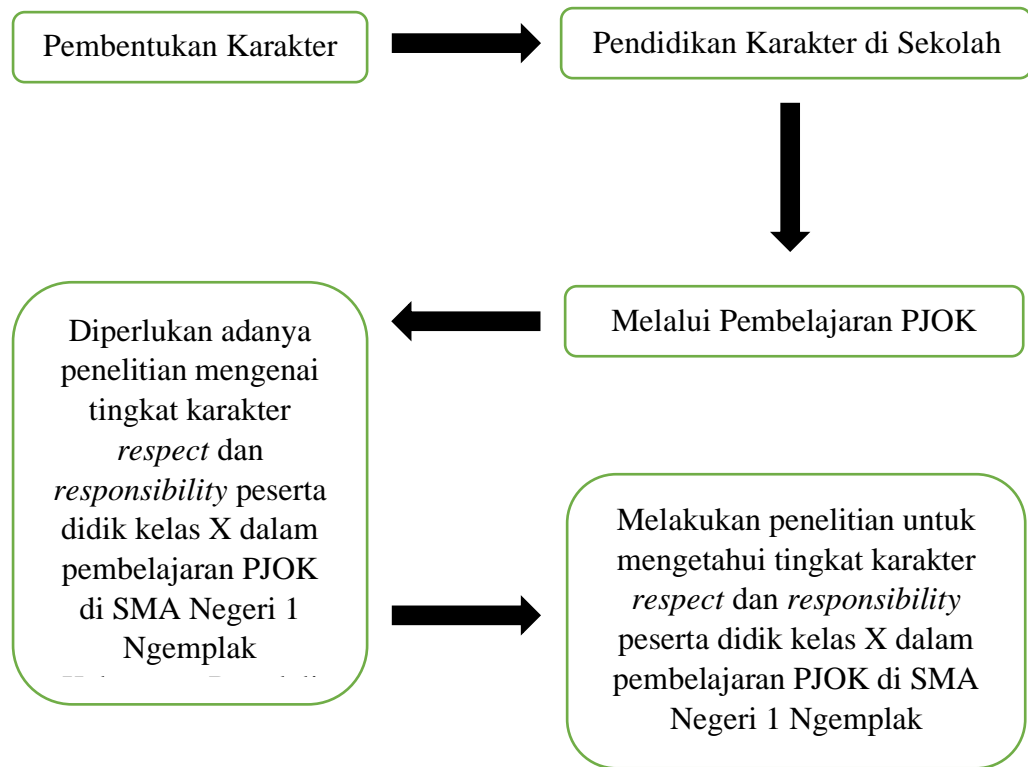 Pembentukan Karakter
Pendidikan Karakter di Sekolah
Melalui Pembelajaran PJOK
Diperlukan adanya
penelitian mengenai
tingkat karakter
respect dan
responsibility peserta
didik kelas X dalam
pembelajaran PJOK
di SMA Negeri 1
Ngemplak
Melakukan penelitian untuk
mengetahui tingkat karakter
respect dan responsibility
peserta didik kelas X dalam
pembelajaran PJOK di SMA
Negeri 1 Ngemplak